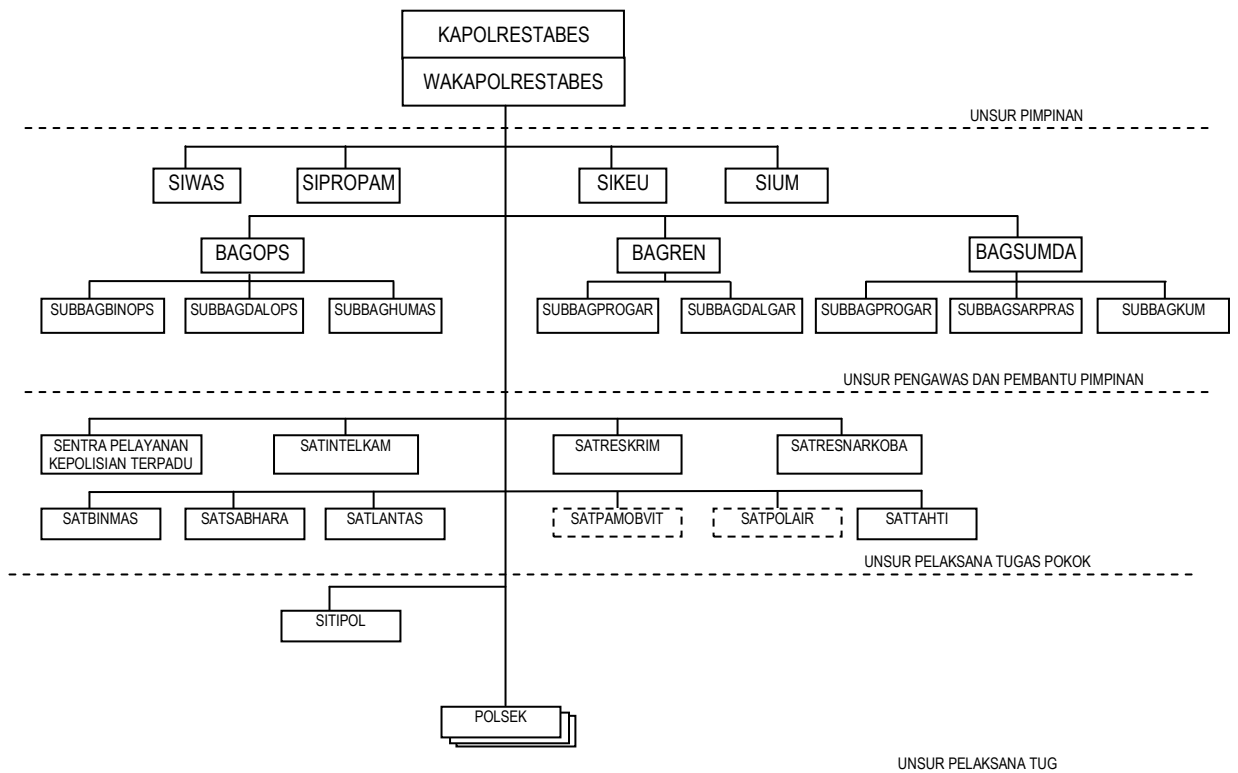 KAPOLRESTABES
WAKAPOLRESTABES
UNSUR PIMPINAN
SIWAS
SIPROPAM
SIKEU
SIUM
BAGOPS
BAGREN
BAGSUMDA
SUBBAGBINOPS
SUBBAGDALOPS
SUBBAGHUMAS
SUBBAGPROGAR
SUBBAGDALGAR
SUBBAGPROGAR
SUBBAGSARPRAS
SUBBAGKUM
UNSUR PENGAWAS DAN PEMBANTU PIMPINAN
SENTRA PELAYANAN
KEPOLISIAN TERPADU
SATINTELKAM
SATRESKRIM
SATRESNARKOBA
SATBINMAS
SATSABHARA
SATLANTAS
SATPAMOBVIT
SATPOLAIR
SATTAHTI
UNSUR PELAKSANA TUGAS POKOK
SITIPOL
POLSEK
UNSUR PELAKSANA TUG